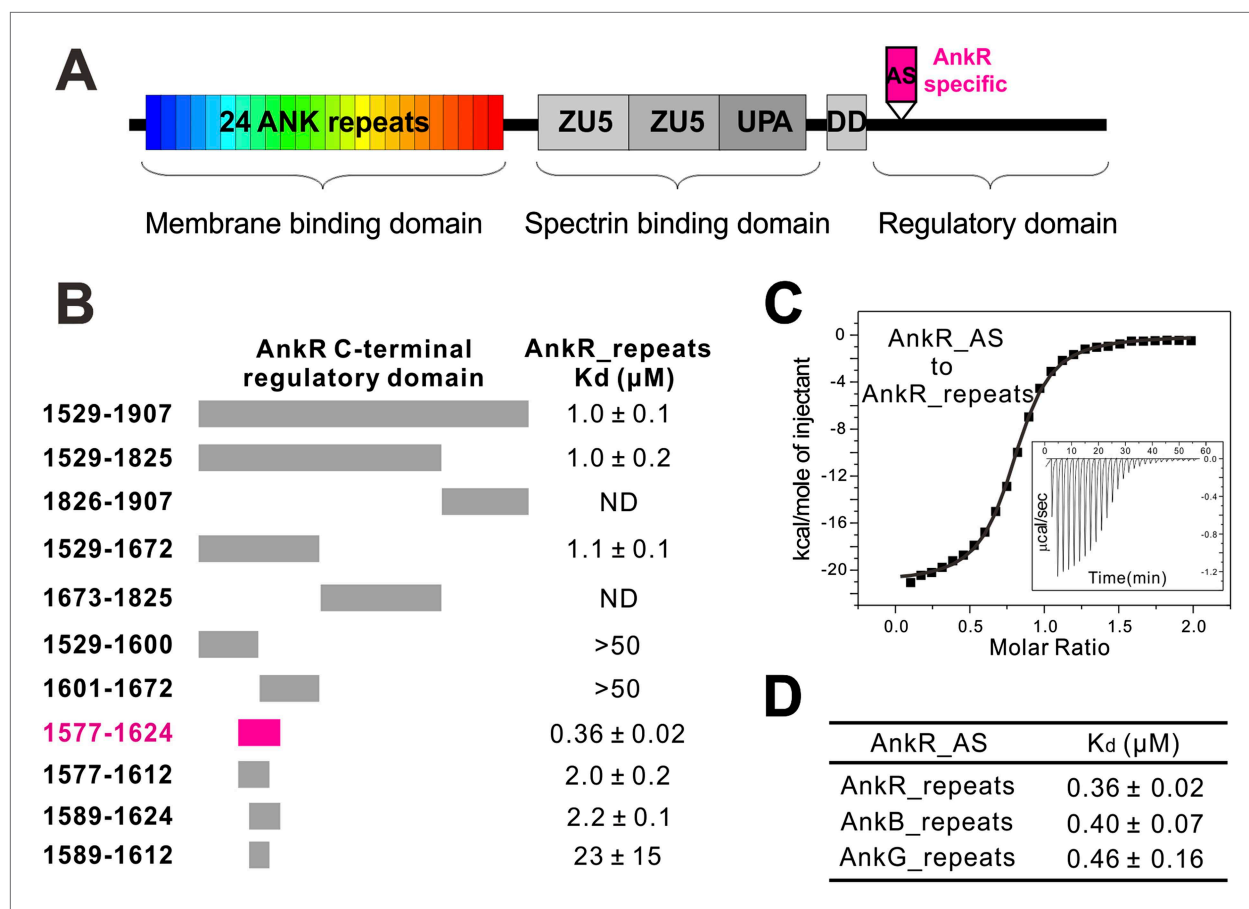 A
24 ANK repeats
ZU5
ZU5
UPA
DD
AS
AnkR
specific
Membrane binding domain
Spectrin binding domain
Regulatory domain
B
AnkR C-terminal
regulatory domain
AnkR_repeats
Kd (μM)
1529-1907
1.0 ± 0.1
1529-1825
1.0 ± 0.2
1826-1907
ND
1529-1672
1.1 ± 0.1
1673-1825
ND
1529-1600
>50
1601-1672
>50
1577-1624
0.36 ± 0.02
1577-1612
2.0 ± 0.2
1589-1624
2.2 ± 0.1
1589-1612
23 ± 15
C
AnkR_AS
to
AnkR_repeats
kcal/mole of injectant
0
-4
-8
-12
-16
-20
0.0 0.5 1.0 1.5 2.0
Molar Ratio
0 10 20 30 40 50 60
0.0
-0.4
-0.8
-1.2
μcal/sec
Time(min)
D
AnkR_AS Kd (μM)
AnkR_repeats 0.36 ± 0.02
AnkB_repeats 0.40 ± 0.07
AnkG_repeats 0.46 ± 0.16